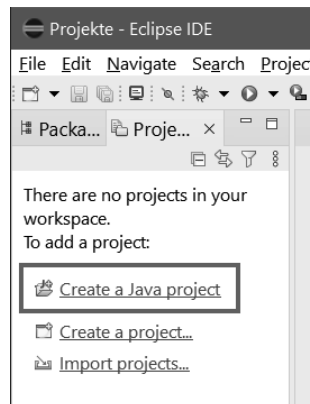 Projekte - Eclipse IDE
File Edit Navigate Search Projec
Packa... Proje...
There are no projects in your
workspace.
To add a project:
Create a Java project
Create a project...
Import projects...